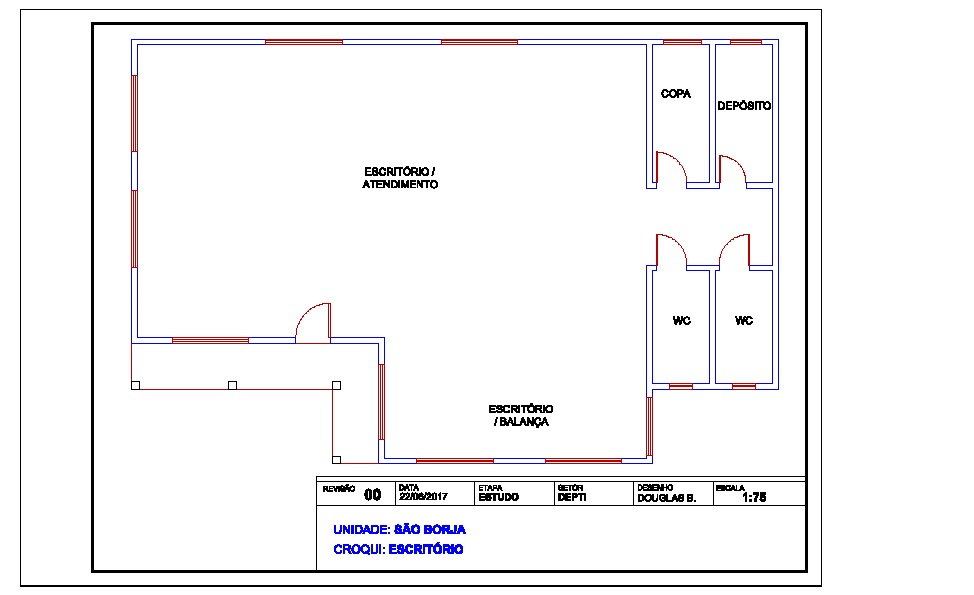 COPA
DEPÓSITO
ESCRITÓRIO /
ATENDIMENTO
WC
WC
ESCRITÓRIO
/ BALANÇA
REVISÃO 00
DATA
22/06/2017
ETAPA
ESTUDO
SETOR
DEPTI
DESENHO
DOUGLAS B.
ESCALA
1:75
UNIDADE: SÃO BORJA
CROQUI: ESCRITÓRIO